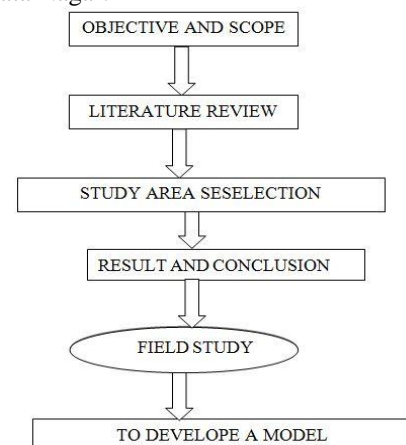 OBJECTIVE AND SCOPE
LITERATURE REVIEW
STUDY AREA SESELECTION
RESULT AND CONCLUSION
FIELD STUDY
TO DEVELOPE A MODEL